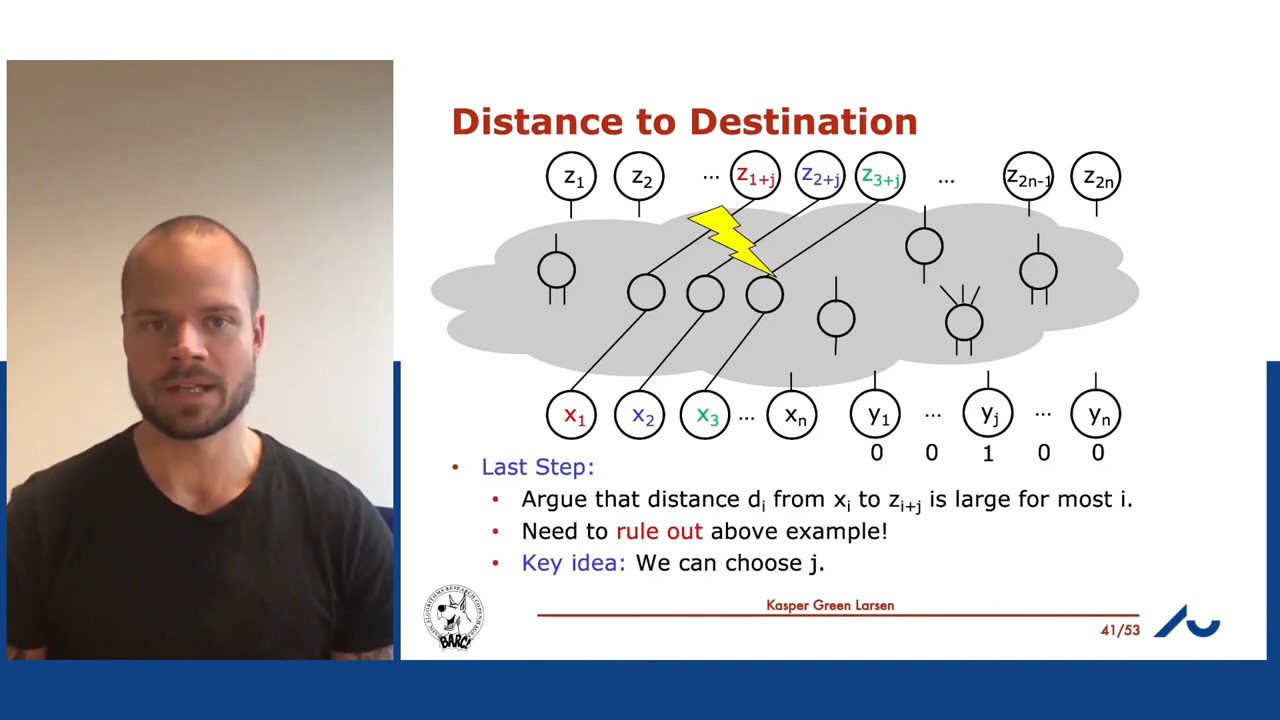 Distance to Destination
z1 z2 ... z1+j z2+j z3+j ... z2n-1 z2n
x1 x2 x3 ... xn y1 ... yj ... yn
0 0 1 0 0
• Last Step:
• Argue that distance di from xi to zi+j is large for most i.
• Need to rule out above example!
• Key idea: We can choose j.
BARC!
Kasper Green Larsen
41/53